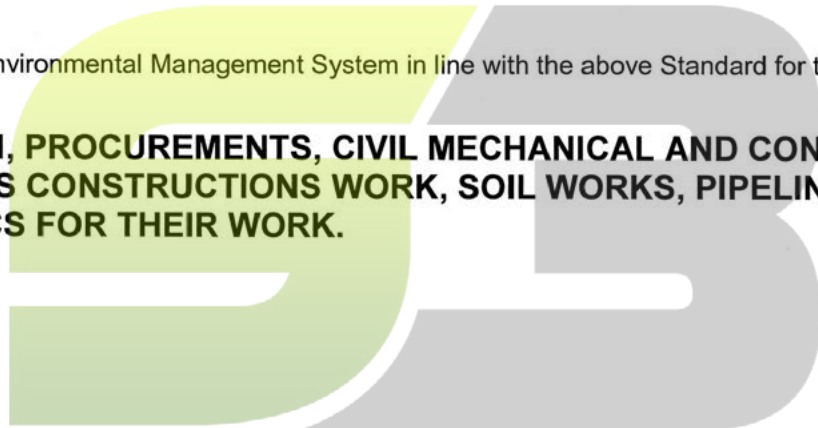 nvironmental Management System in line with the above Standard for t
, PROCUREMENTS, CIVIL MECHANICAL AND CON
S CONSTRUCTIONS WORK, SOIL WORKS, PIPELIN
CS FOR THEIR WORK.